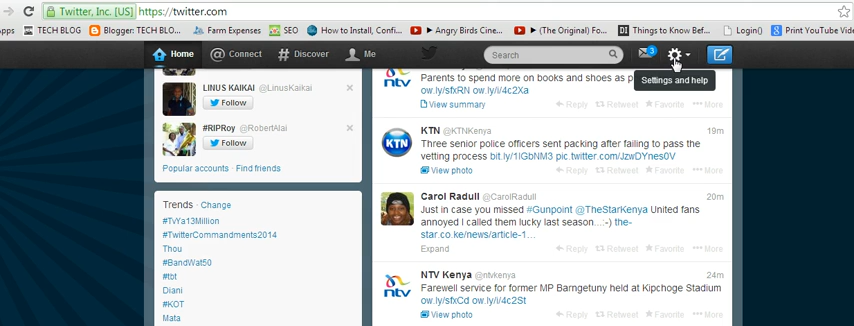 Twitter, Inc. [US] https://twitter.com
Apps TECH BLOG Blogger: TECH BLO... Farm Expenses SEO How to Install, Confi... ▶ Angry Birds Cine... ▶ (The Original) Fo... DI Things to Know Bef... Login() Print YouTube Vide
Home @ Connect # Discover Me Search 3
Settings and help
LINUS KAIKAI @LinusKaikai
Follow
#RIPRoy @RobertAlai
Follow
Popular accounts · Find friends
Trends · Change
#TvYa13Million
#TwitterCommandments2014
Thou
#BandWat50
#tbt
Diani
#KOT
Mata
ntv
Parents to spend more on books and shoes as p
ow.ly/sfxRN ow.ly/i/4c2Xa
View summary Reply Retweet Favorite More
KTN
KTN @KTNKenya 19m
Three senior police officers sent packing after failing to pass the
vetting process bit.ly/1lGbNM3 pic.twitter.com/JzwDYnes0V
View photo Reply Retweet Favorite More
Carol Radull @CarolRadull 20m
Just in case you missed #Gunpoint @TheStarKenya United fans
annoyed I called them lucky last season...:-) the-
star.co.ke/news/article-1...
Expand Reply Retweet Favorite More
ntv
NTV Kenya @ntvkenya 24m
Farewell service for former MP Barngetuny held at Kipchoge Stadium
ow.ly/sfxCd ow.ly/i/4c2St
View photo Reply Retweet Favorite More